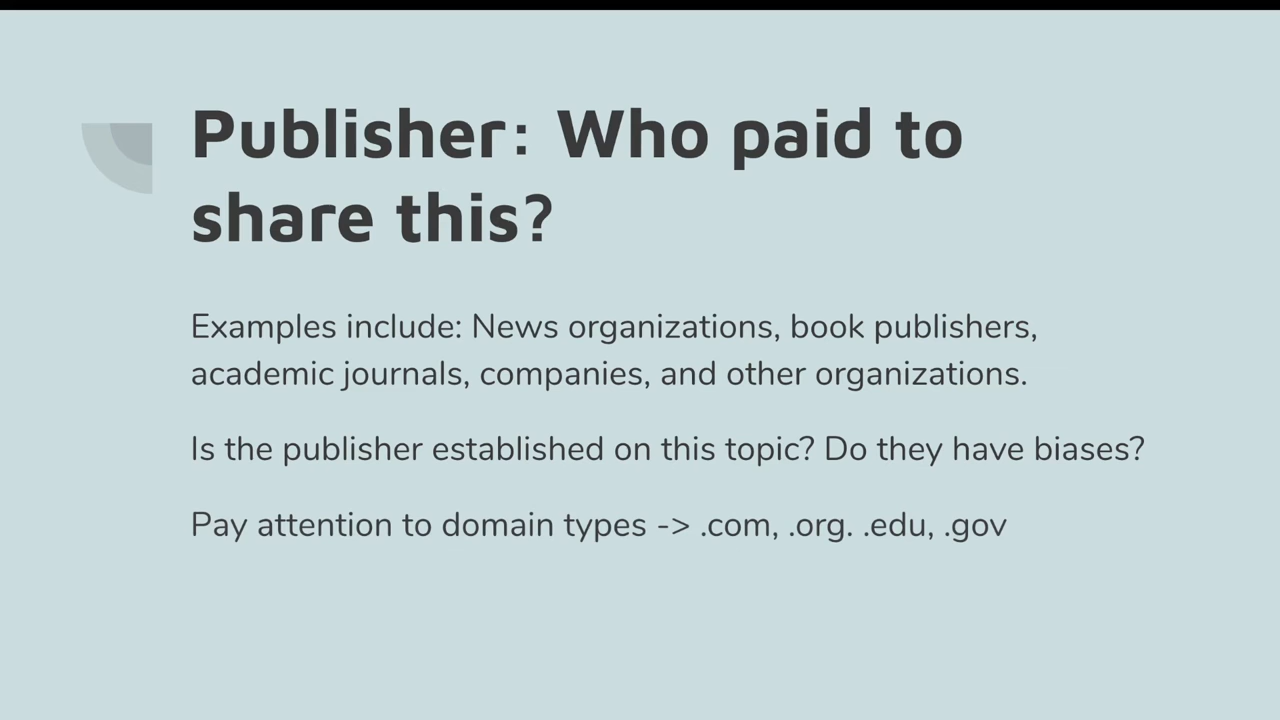 Publisher: Who paid to
share this?
Examples include: News organizations, book publishers,
academic journals, companies, and other organizations.
Is the publisher established on this topic? Do they have biases?
Pay attention to domain types -> .com, .org. .edu, .gov